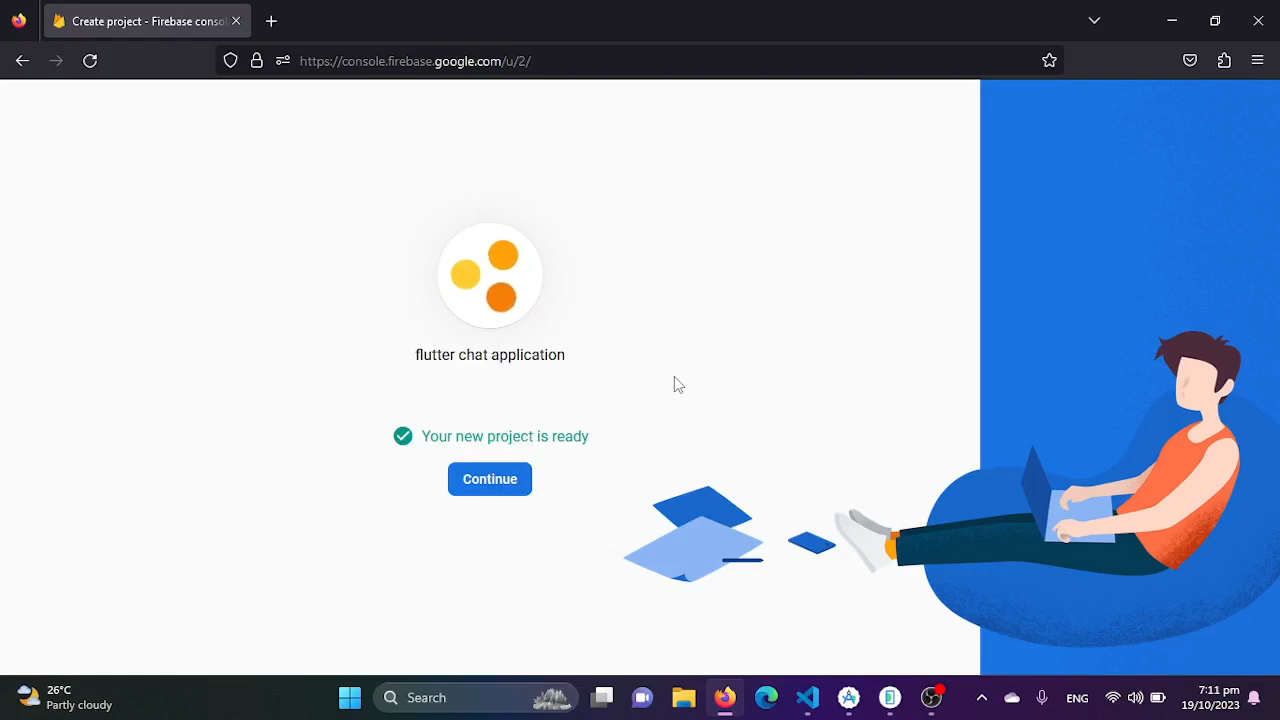 Create project - Firebase consol
https://console.firebase.google.com/u/2/
flutter chat application
Your new project is ready
Continue
26°C
Partly cloudy
Search
ENG
7:11 pm
19/10/2023